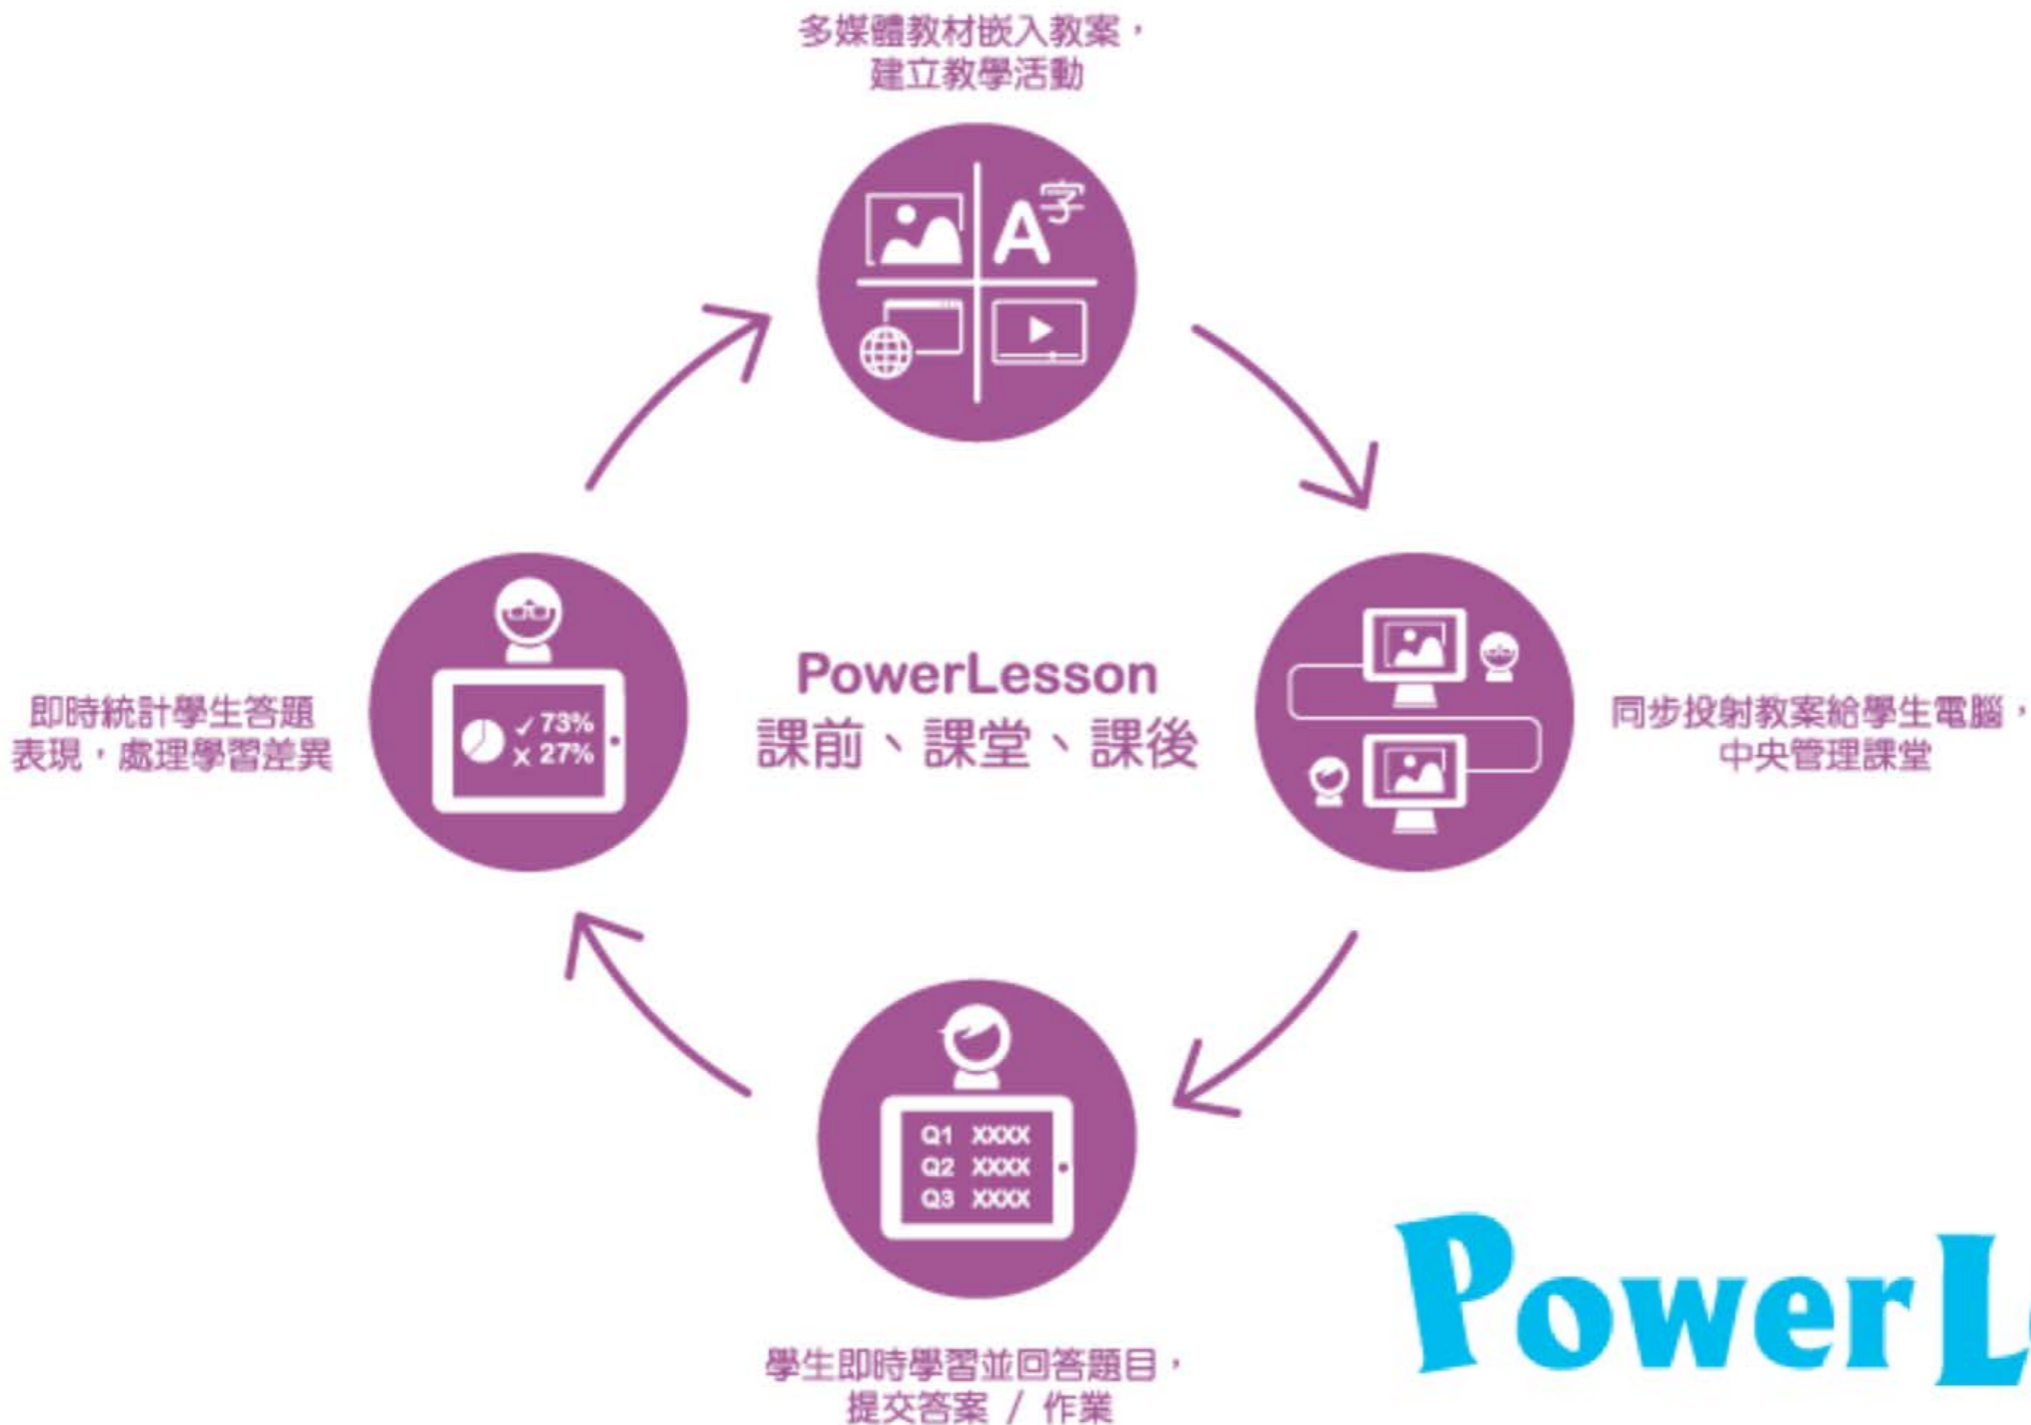 多媒體教材嵌入教案，
建立教學活動
A字
PowerLesson
課前、課堂、課後
即時統計學生答題
表現，處理學習差異
✓ 73%
X 27%
同步投射教案給學生電腦，
中央管理課堂
Q1 XXXX
Q2 XXXX
Q3 XXXX
學生即時學習並回答題目，
提交答案 / 作業
PowerL